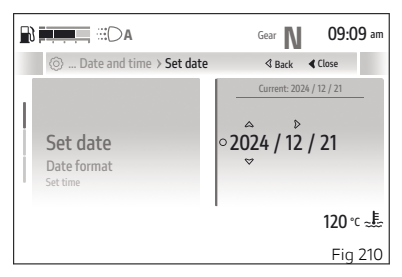 A Gear N 09:09 am
... Date and time > Set date ◁ Back ◀ Close
Current: 2024 / 12 / 21
Set date
2024 / 12 / 21
Date format
Set time
120 °C
Fig 210